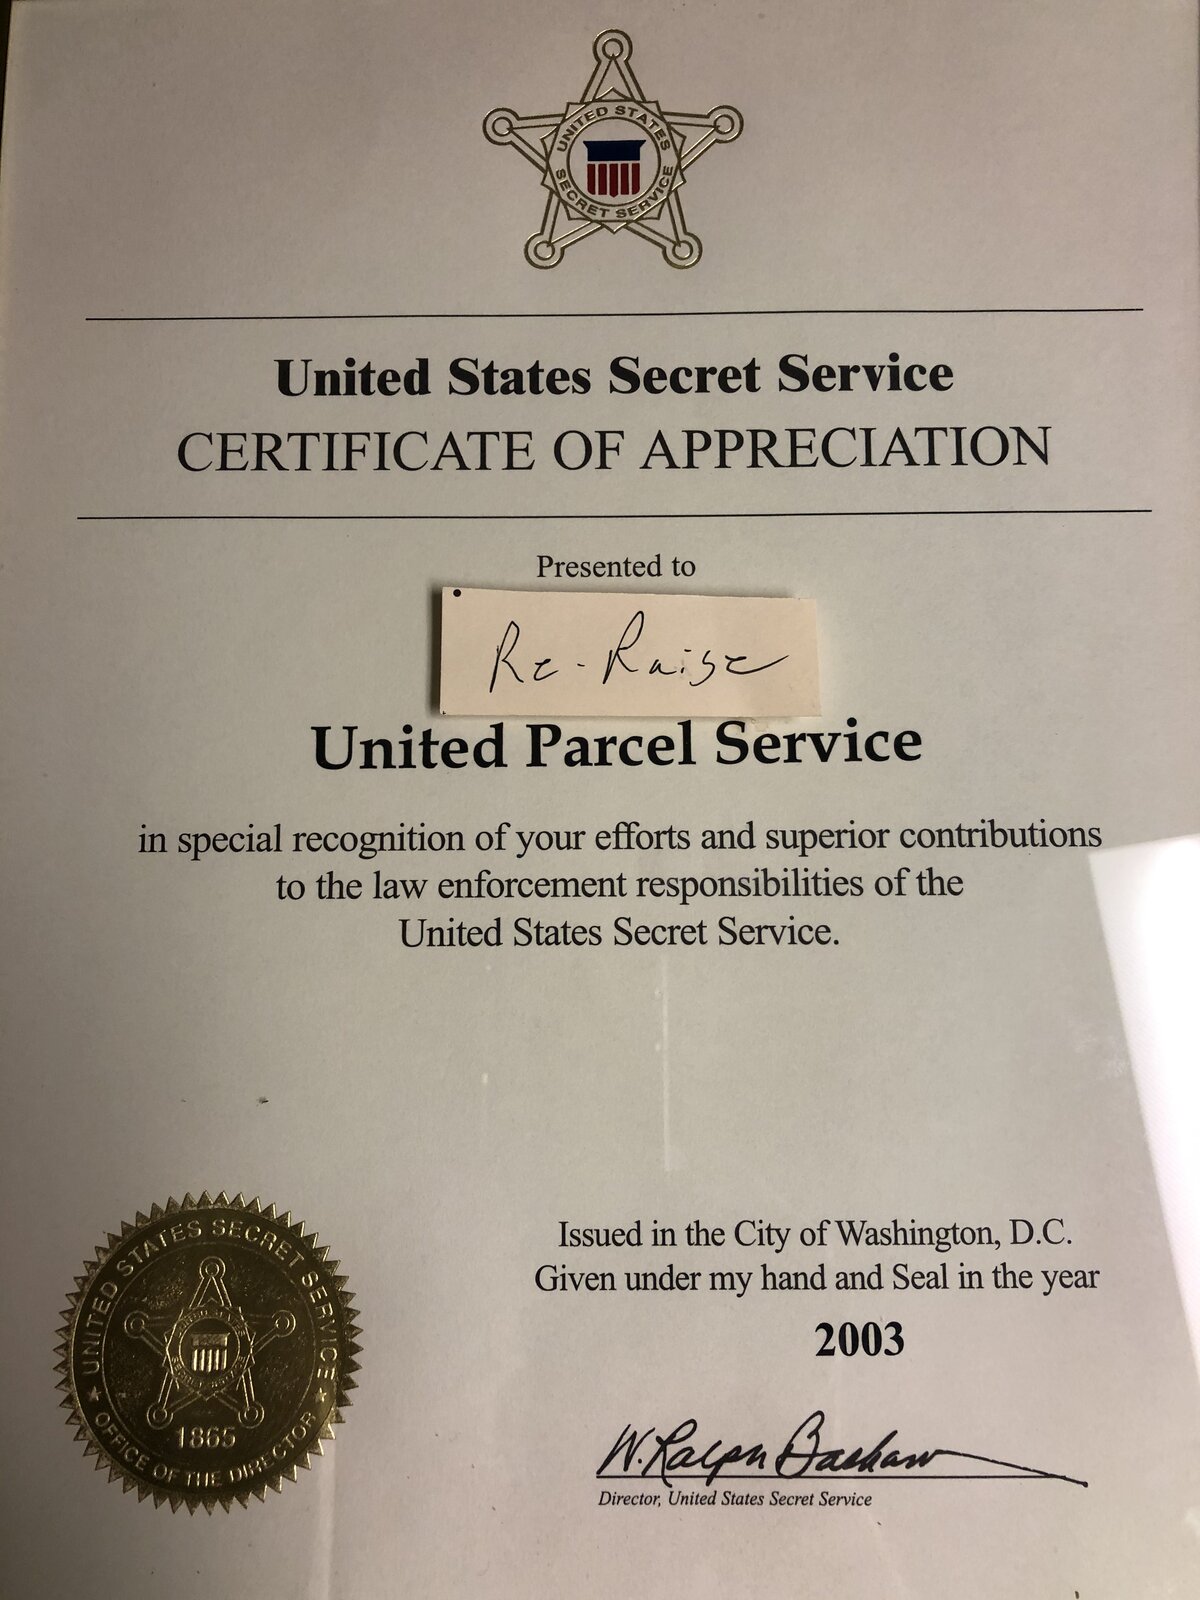 UNITED STATES
SECRET SERVICE
United States Secret Service
CERTIFICATE OF APPRECIATION
Presented to
Re-Raise
United Parcel Service
in special recognition of your efforts and superior contributions
to the law enforcement responsibilities of the
United States Secret Service.
Issued in the City of Washington, D.C.
Given under my hand and Seal in the year
2003
W. Ralph Basham
Director, United States Secret Service
UNITED STATES SECRET SERVICE
1865
OFFICE OF THE DIRECTOR